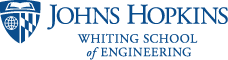 JOHNS HOPKINS
WHITING SCHOOL
of ENGINEERING